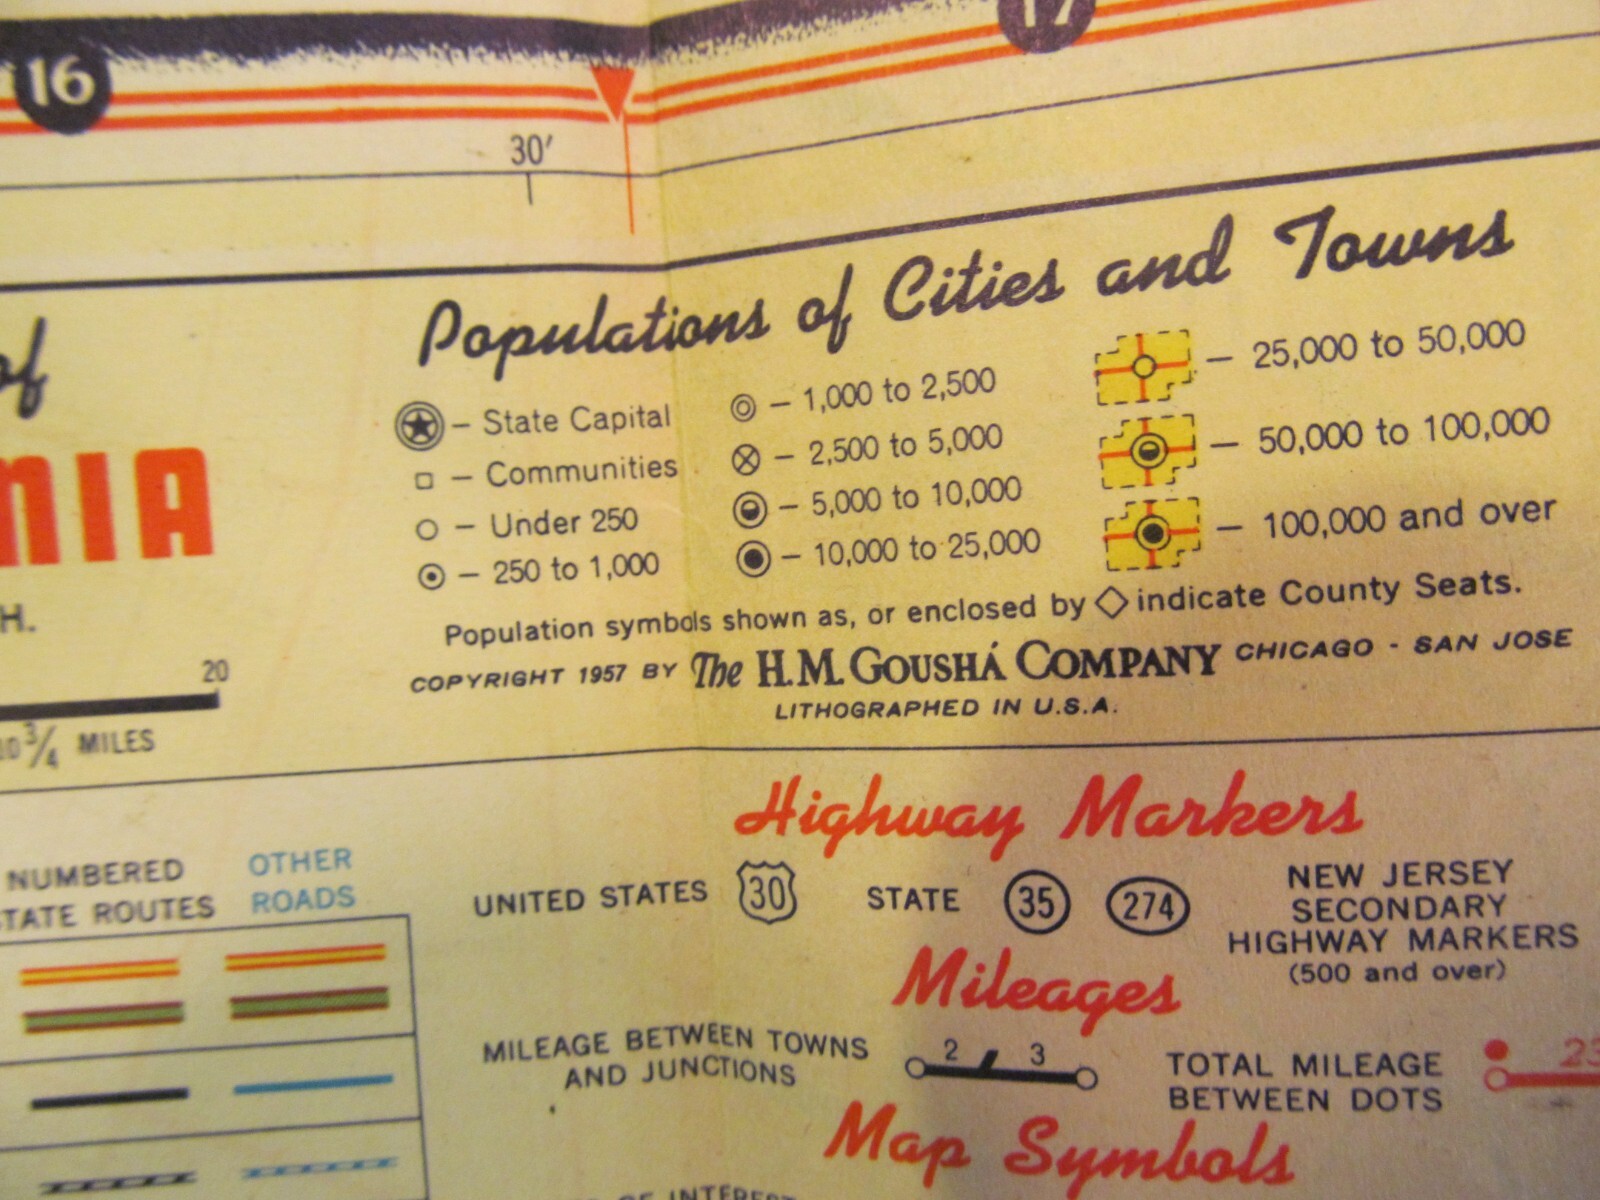 16
17
30'
Populations of Cities and Towns
of
State Capital
Communities
Under 250
250 to 1,000
1,000 to 2,500
2,500 to 5,000
5,000 to 10,000
10,000 to 25,000
25,000 to 50,000
50,000 to 100,000
100,000 and over
NIA
H.
20
3/4 MILES
Population symbols shown as, or enclosed by ◇ indicate County Seats.
COPYRIGHT 1957 BY The H.M. GOUSHÁ COMPANY CHICAGO - SAN JOSE
LITHOGRAPHED IN U.S.A.
NUMBERED
STATE ROUTES
OTHER
ROADS
Highway Markers
UNITED STATES 30 STATE 35 274
NEW JERSEY
SECONDARY
HIGHWAY MARKERS
(500 and over)
Mileages
MILEAGE BETWEEN TOWNS
AND JUNCTIONS
2 3
TOTAL MILEAGE
BETWEEN DOTS
23
Map Symbols
OF INTEREST